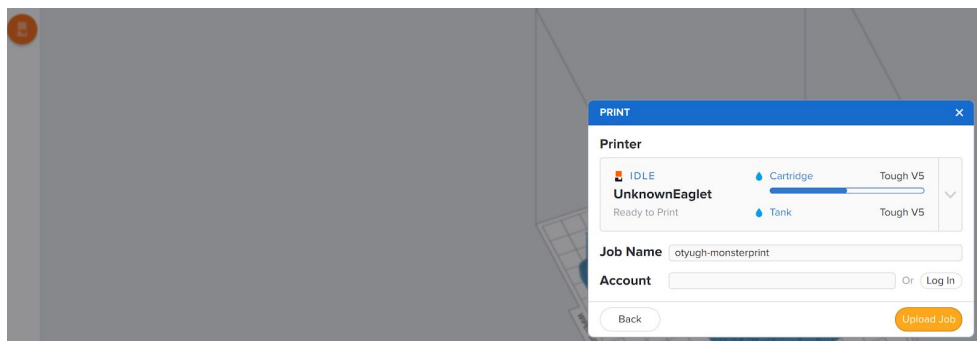 PRINT ×
Printer
IDLE Cartridge Tough V5
UnknownEaglet
Ready to Print Tank Tough V5
Job Name otyugh-monsterprint
Account Or Log In
Back Upload Job